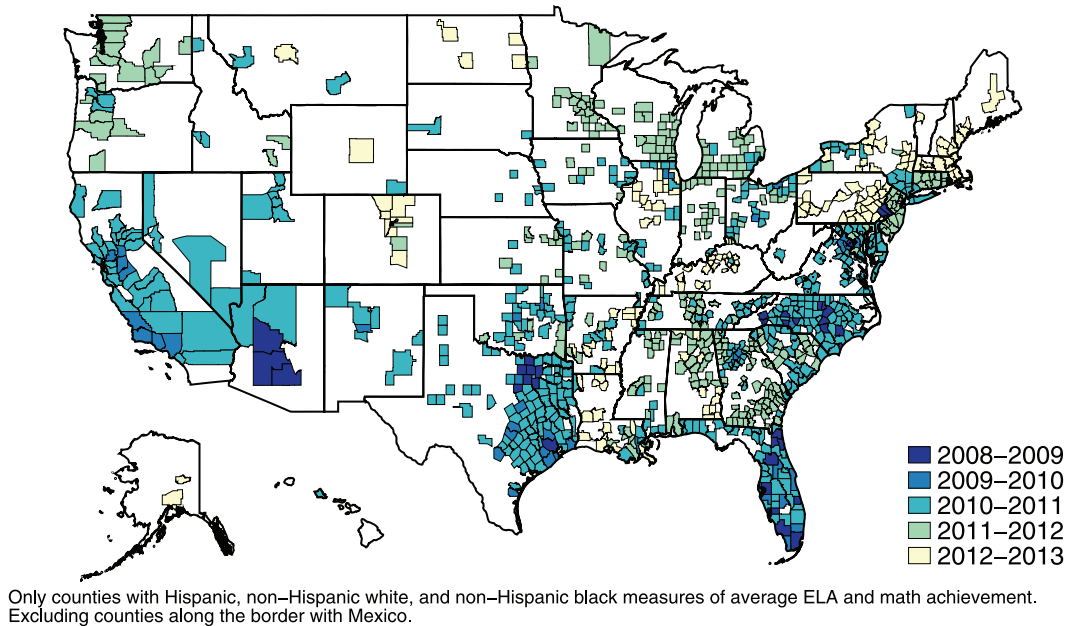 2008–2009
2009–2010
2010–2011
2011–2012
2012–2013
Only counties with Hispanic, non–Hispanic white, and non–Hispanic black measures of average ELA and math achievement.
Excluding counties along the border with Mexico.